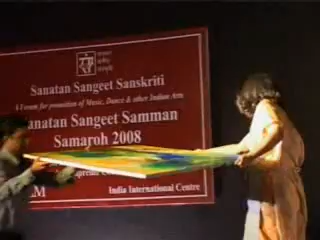 Sanatan Sangeet Sanskriti
A Forum for promotion of Music, Dance & other Indian Arts
anatan Sangeet Samman
Samaroh 2008
India International Centre